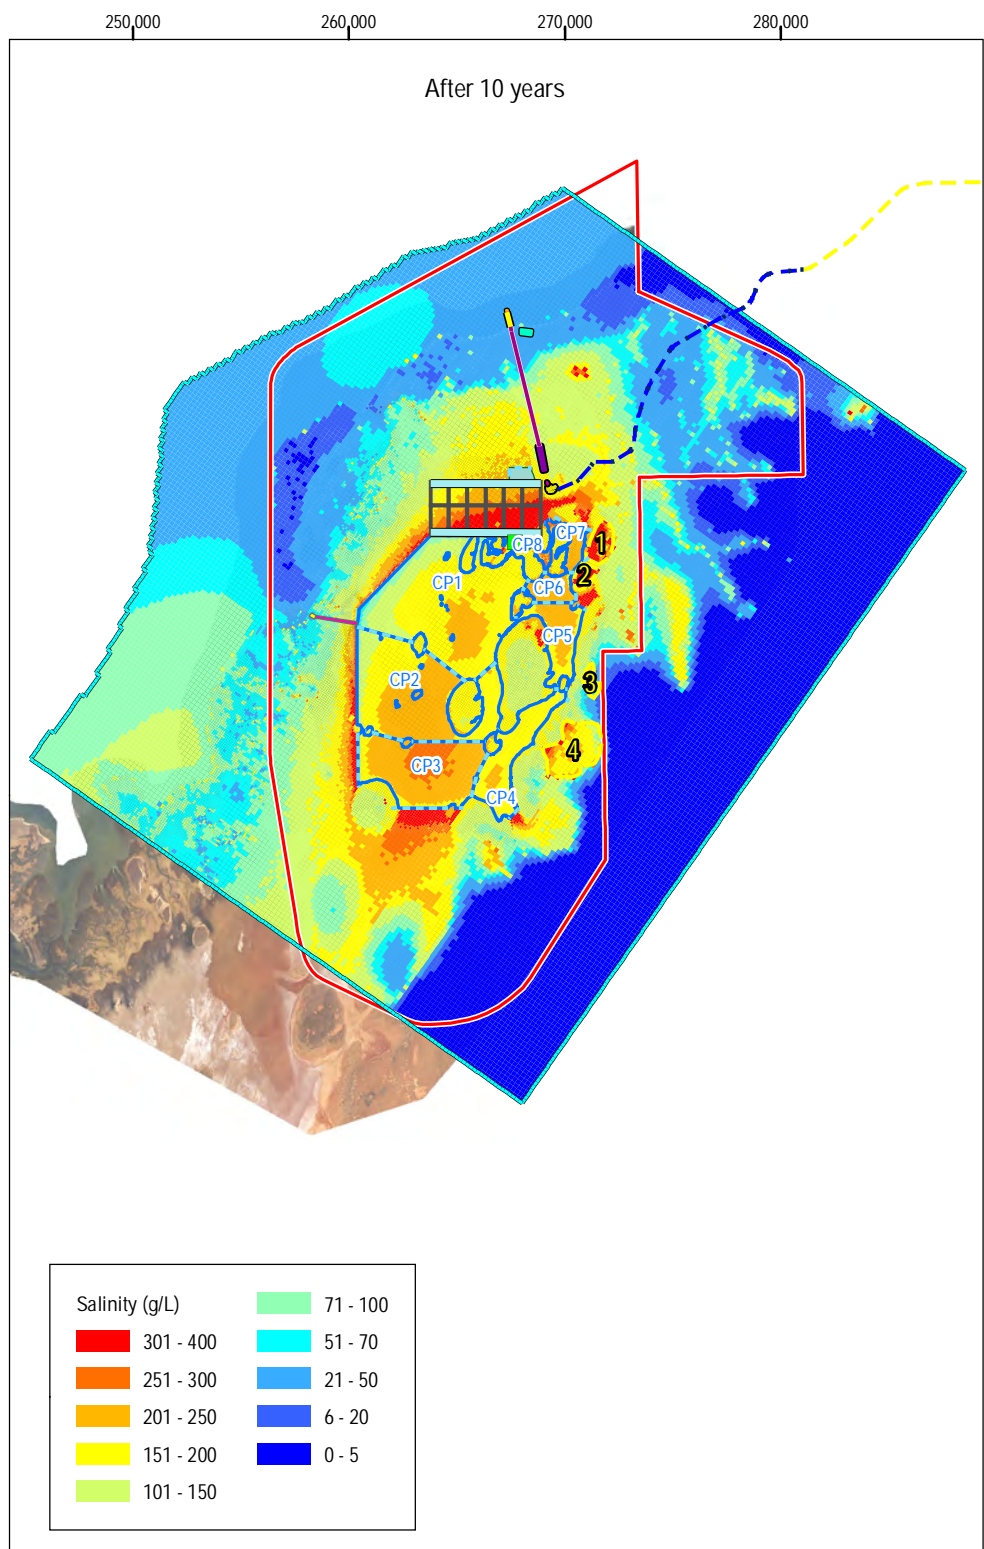 250,000 260,000 270,000 280,000
After 10 years
CP7
CP8
1
CP1
2
CP6
CP5
CP2
3
4
CP3
CP4
Salinity (g/L)
301 - 400
251 - 300
201 - 250
151 - 200
101 - 150
71 - 100
51 - 70
21 - 50
6 - 20
0 - 5